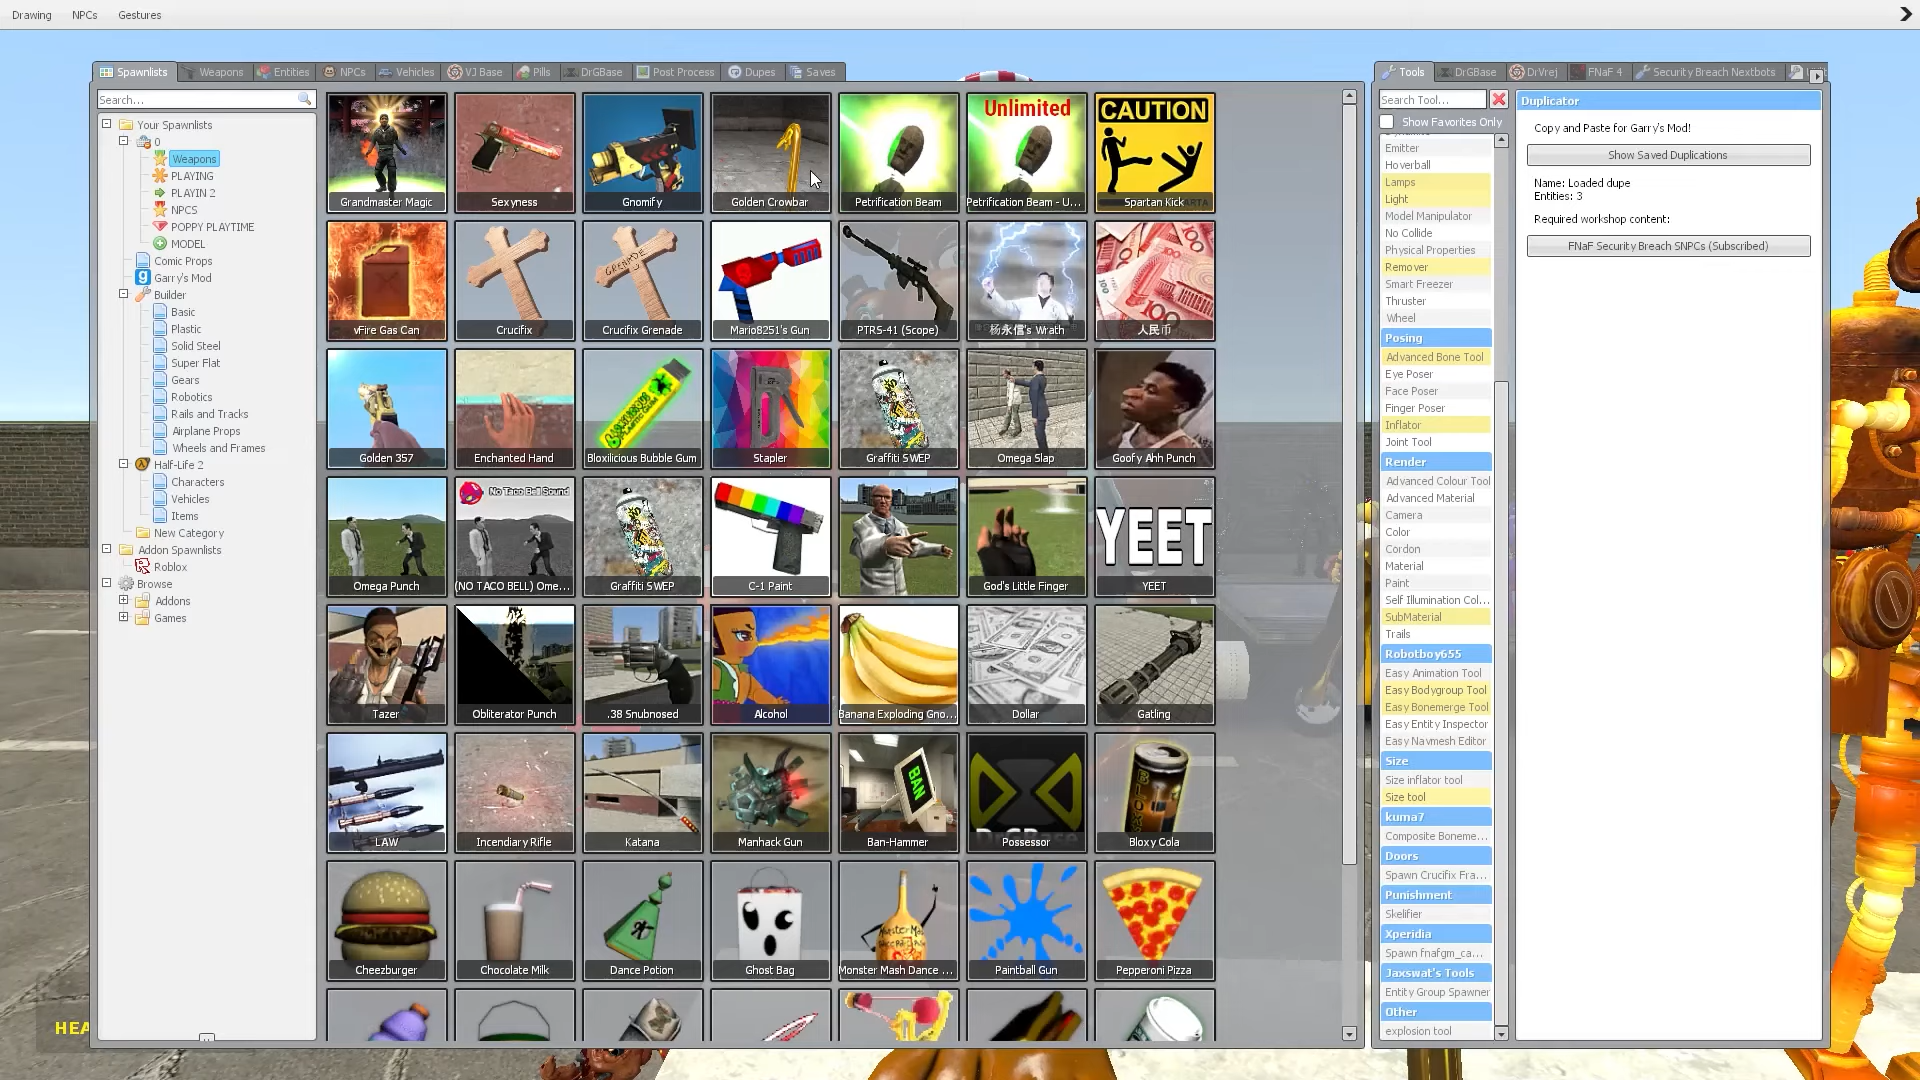 Drawing NPCs Gestures
Spawnlists Weapons Entities NPCs Vehicles VJ Base Pills DrGBase Post Process Dupes Saves
Search...
Your Spawnlists
0
Weapons
PLAYING
PLAYIN 2
NPCS
POPPY PLAYTIME
MODEL
Comic Props
Garry's Mod
Builder
Basic
Plastic
Solid Steel
Super Flat
Gears
Robotics
Rails and Tracks
Airplane Props
Wheels and Frames
Half-Life 2
Characters
Vehicles
Items
New Category
Addon Spawnlists
Roblox
Browse
Addons
Games
HEA
Unlimited
CAUTION
Grandmaster Magic Sexyness Gnomify Golden Crowbar Petrification Beam Petrification Beam - U... Spartan Kick
GRENADE
100
vFire Gas Can Crucifix Crucifix Grenade Mario8251's Gun PTRS-41 (Scope) 杨永信's Wrath 人民币
Golden 357 Enchanted Hand Bloxilicious Bubble Gum Stapler Graffiti SWEP Omega Slap Goofy Ahh Punch
No Taco Bell Sound
YEET
Omega Punch (NO TACO BELL) Ome... Graffiti SWEP C-1 Paint God's Little Finger YEET
Tazer Obliterator Punch .38 Snubnosed Alcohol Banana Exploding Gno... Dollar Gatling
BAN
LAW Incendiary Rifle Katana Manhack Gun Ban-Hammer Possessor Bloxy Cola
Cheezburger Chocolate Milk Dance Potion Ghost Bag Monster Mash Dance ... Paintball Gun Pepperoni Pizza
Tools DrGBase DrVrej FNaF 4 Security Breach Nextbots
Search Tool...
Show Favorites Only
Emitter
Hoverball
Lamps
Light
Model Manipulator
No Collide
Physical Properties
Remover
Smart Freezer
Thruster
Wheel
Posing
Advanced Bone Tool
Eye Poser
Face Poser
Finger Poser
Inflator
Joint Tool
Render
Advanced Colour Tool
Advanced Material
Camera
Color
Cordon
Material
Paint
Self Illumination Col...
SubMaterial
Trails
Robotboy655
Easy Animation Tool
Easy Bodygroup Tool
Easy Bonemerge Tool
Easy Entity Inspector
Easy Navmesh Editor
Size
Size inflator tool
Size tool
kuma7
Composite Boneme...
Doors
Spawn Crucifix Fra...
Punishment
Skelifier
Xperidia
Spawn fnafgm_ca...
Jaxswat's Tools
Entity Group Spawner
Other
explosion tool
Duplicator
Copy and Paste for Garry's Mod!
Show Saved Duplications
Name: Loaded dupe
Entities: 3
Required workshop content:
FNaF Security Breach SNPCs (Subscribed)